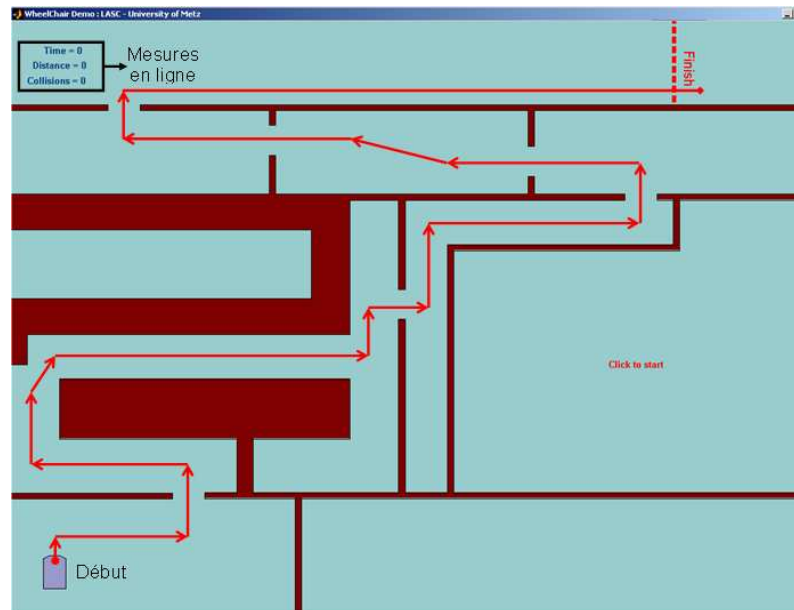 WheelChair Demo : LASC - University of Metz
Time = 0
Distance = 0
Collisions = 0
Mesures
en ligne
Finish
Click to start
Début